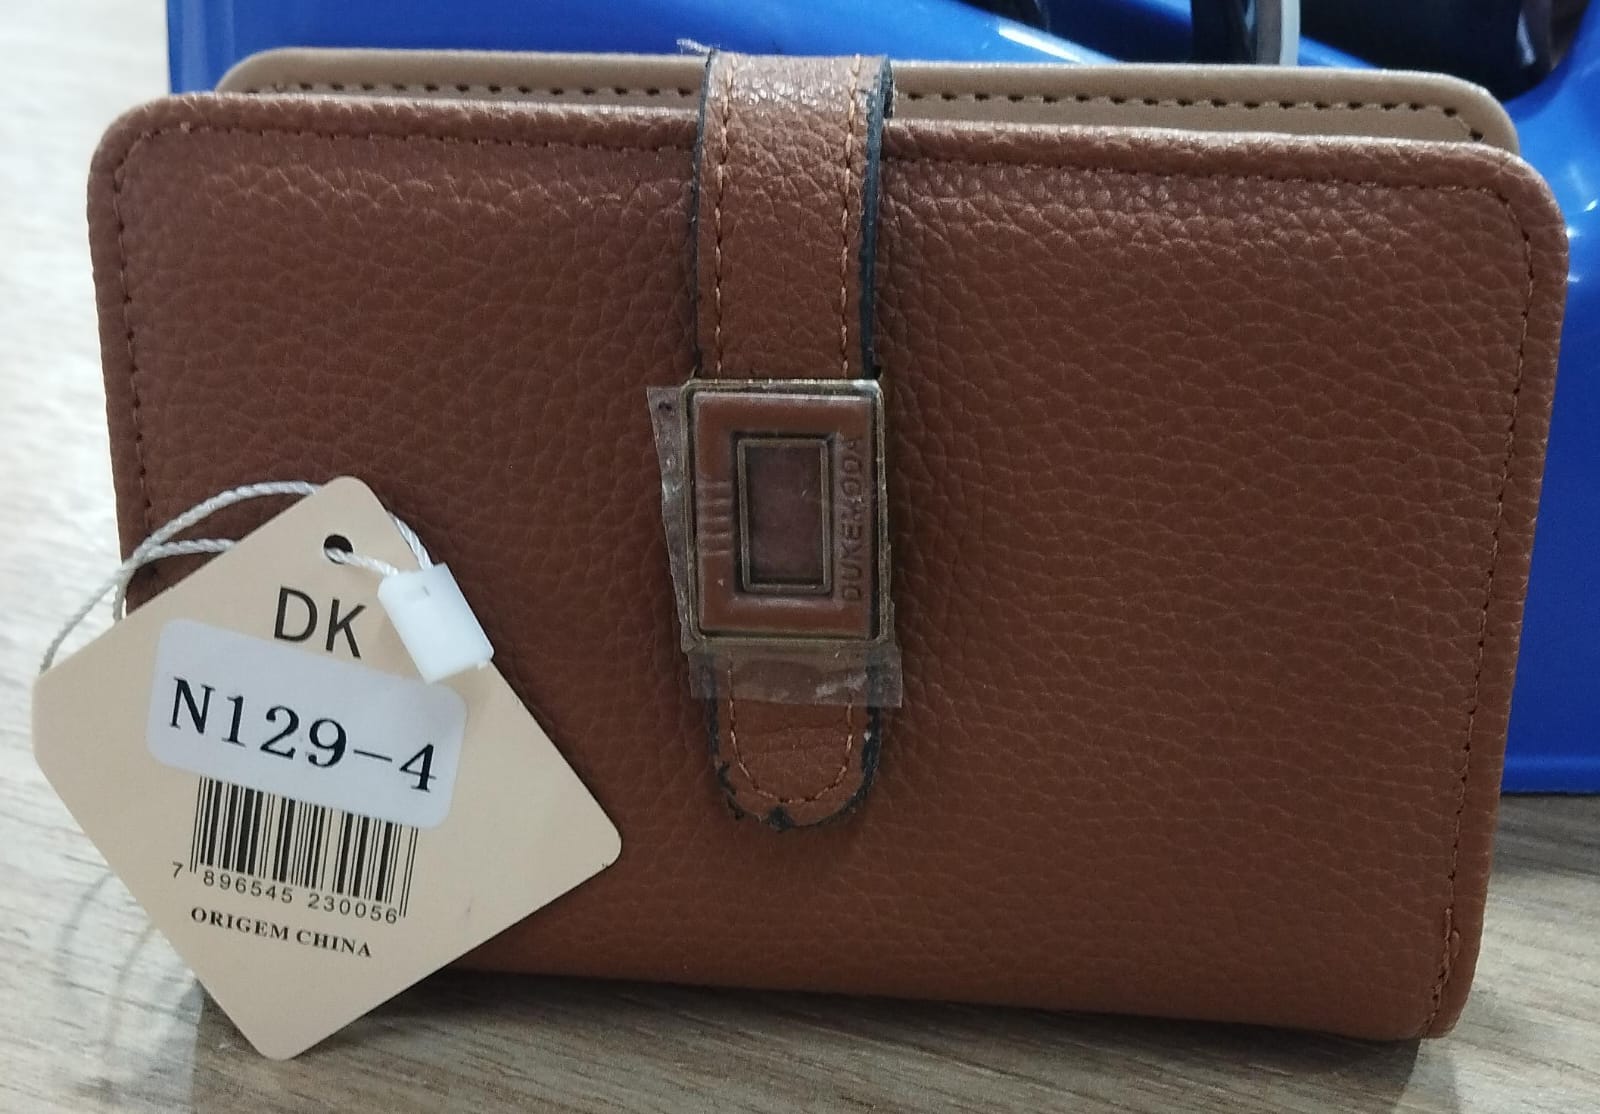 DUKEMODA
DK
N129-4
7 896545 230056
ORIGEM CHINA